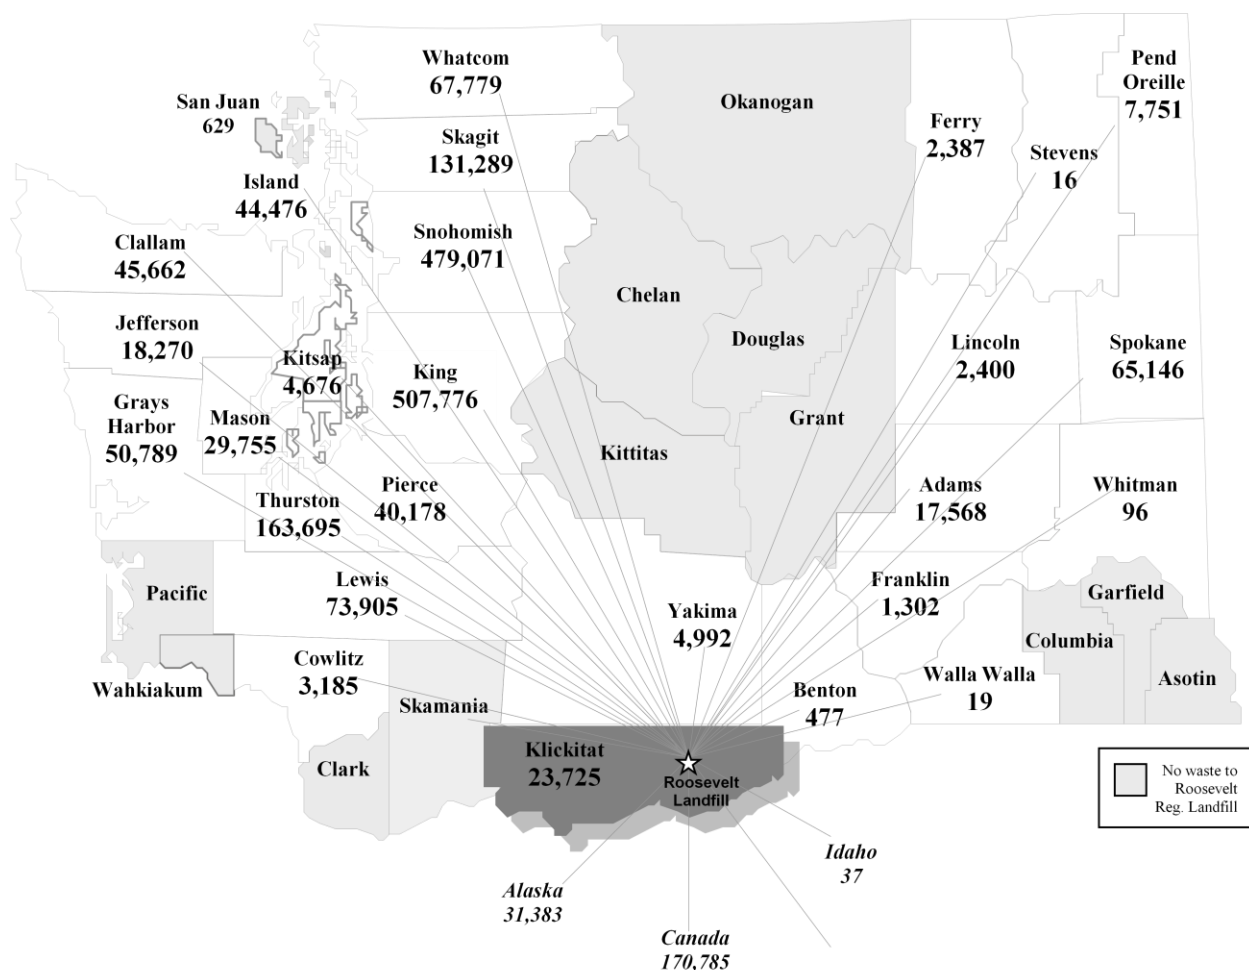 Whatcom
67,779
Pend
Oreille
7,751
San Juan
629
Okanogan
Ferry
2,387
Skagit
131,289
Stevens
16
Island
44,476
Snohomish
479,071
Clallam
45,662
Chelan
Douglas
Jefferson
18,270
Kitsap
4,676
King
507,776
Lincoln
2,400
Spokane
65,146
Grays
Harbor
50,789
Mason
29,755
Grant
Kittitas
Thurston
163,695
Pierce
40,178
Adams
17,568
Whitman
96
Pacific
Lewis
73,905
Yakima
4,992
Franklin
1,302
Garfield
Columbia
Wahkiakum
Cowlitz
3,185
Skamania
Benton
477
Walla Walla
19
Asotin
Clark
Klickitat
23,725
Roosevelt
Landfill
No waste to
Roosevelt
Reg. Landfill
Idaho
37
Alaska
31,383
Canada
170,785